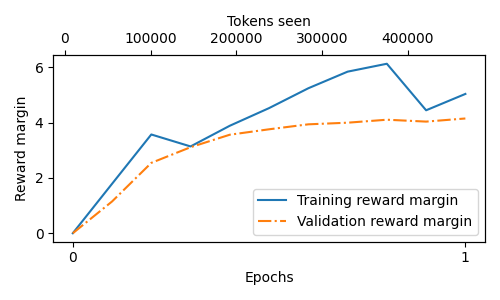 Tokens seen
0 100000 200000 300000 400000
Reward margin
6
4
2
0
Training reward margin
Validation reward margin
0 1
Epochs